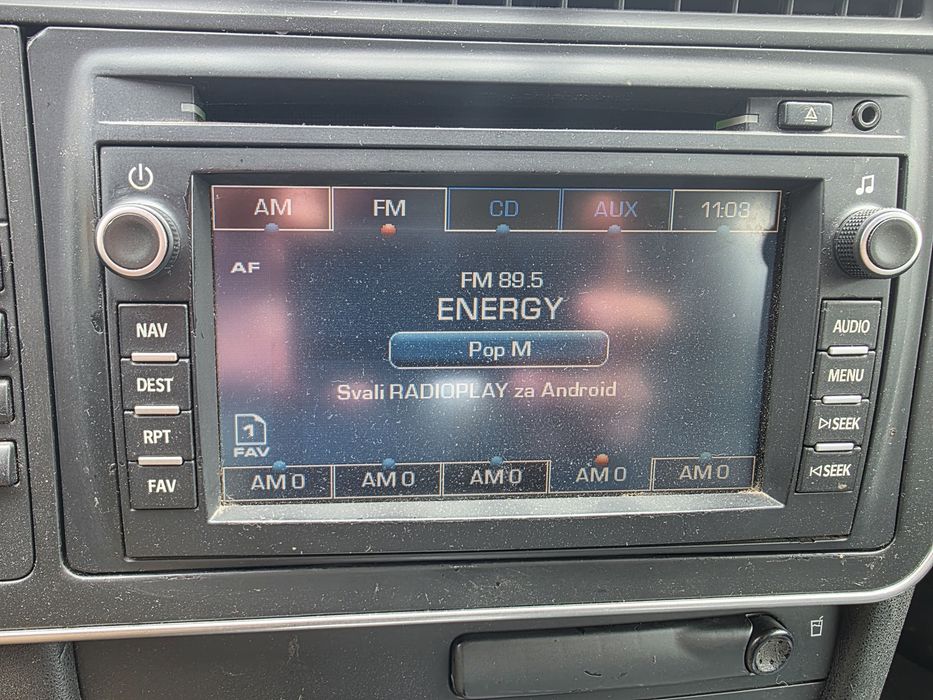 AM FM CD AUX 11:03
AF
FM 89.5
ENERGY
Pop M
Svali RADIOPLAY za Android
1
FAV
AM 0 AM 0 AM 0 AM 0 AM 0
NAV
DEST
RPT
FAV
AUDIO
MENU
SEEK
SEEK